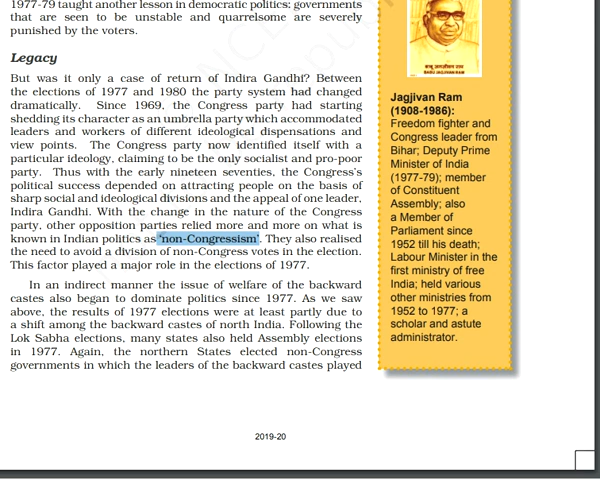 1977-79 taught another lesson in democratic politics: governments
that are seen to be unstable and quarrelsome are severely
punished by the voters.
Legacy
But was it only a case of return of Indira Gandhi? Between
the elections of 1977 and 1980 the party system had changed
dramatically. Since 1969, the Congress party had starting
shedding its character as an umbrella party which accommodated
leaders and workers of different ideological dispensations and
view points. The Congress party now identified itself with a
particular ideology, claiming to be the only socialist and pro-poor
party. Thus with the early nineteen seventies, the Congress's
political success depended on attracting people on the basis of
sharp social and ideological divisions and the appeal of one leader,
Indira Gandhi. With the change in the nature of the Congress
party, other opposition parties relied more and more on what is
known in Indian politics as 'non-Congressism'. They also realised
the need to avoid a division of non-Congress votes in the election.
This factor played a major role in the elections of 1977.
In an indirect manner the issue of welfare of the backward
castes also began to dominate politics since 1977. As we saw
above, the results of 1977 elections were at least partly due to
a shift among the backward castes of north India. Following the
Lok Sabha elections, many states also held Assembly elections
in 1977. Again, the northern States elected non-Congress
governments in which the leaders of the backward castes played
बाबू जगजीवन राम
BABU JAGJIVAN RAM
Jagjivan Ram
(1908-1986):
Freedom fighter and
Congress leader from
Bihar; Deputy Prime
Minister of India
(1977-79); member
of Constituent
Assembly; also
a Member of
Parliament since
1952 till his death;
Labour Minister in the
first ministry of free
India; held various
other ministries from
1952 to 1977; a
scholar and astute
administrator.
2019-20